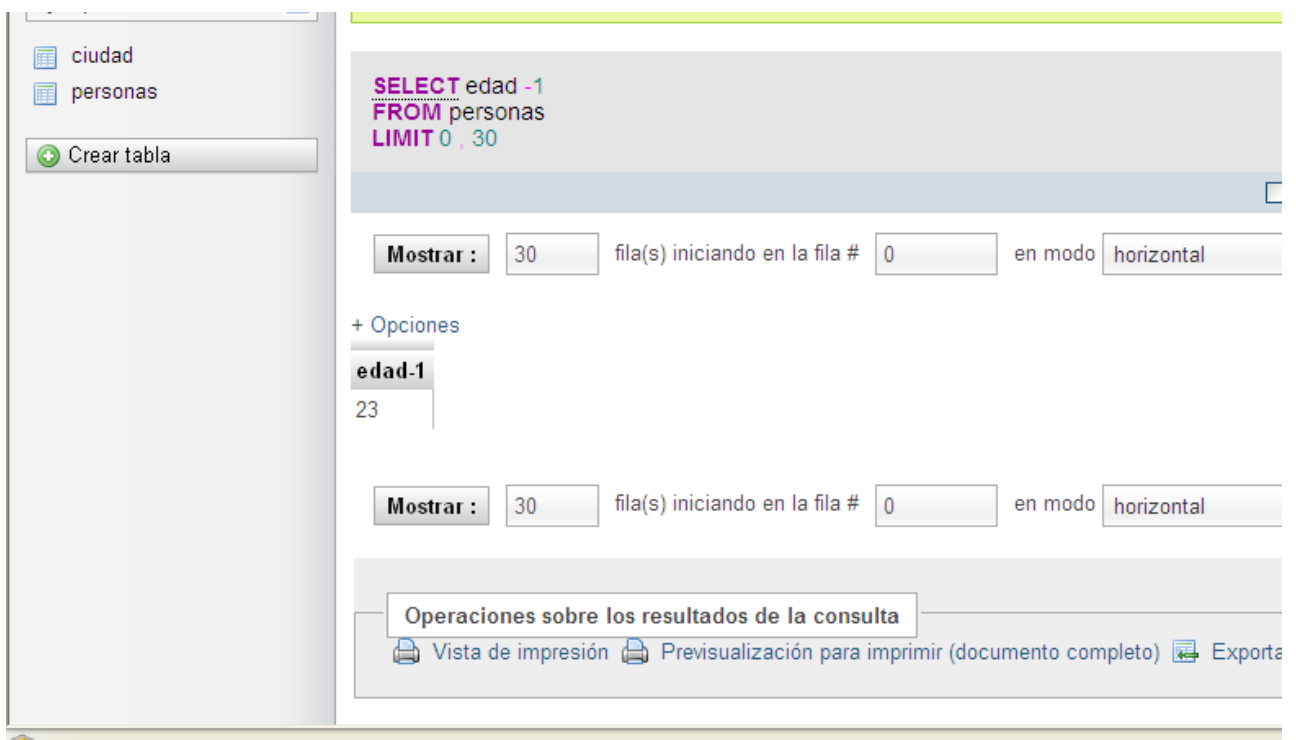 ciudad
personas
Crear tabla
SELECT edad -1
FROM personas
LIMIT 0 , 30
Mostrar : 30 fila(s) iniciando en la fila # 0 en modo horizontal
+ Opciones
edad-1
23
Mostrar : 30 fila(s) iniciando en la fila # 0 en modo horizontal
Operaciones sobre los resultados de la consulta
Vista de impresión Previsualización para imprimir (documento completo) Exporta